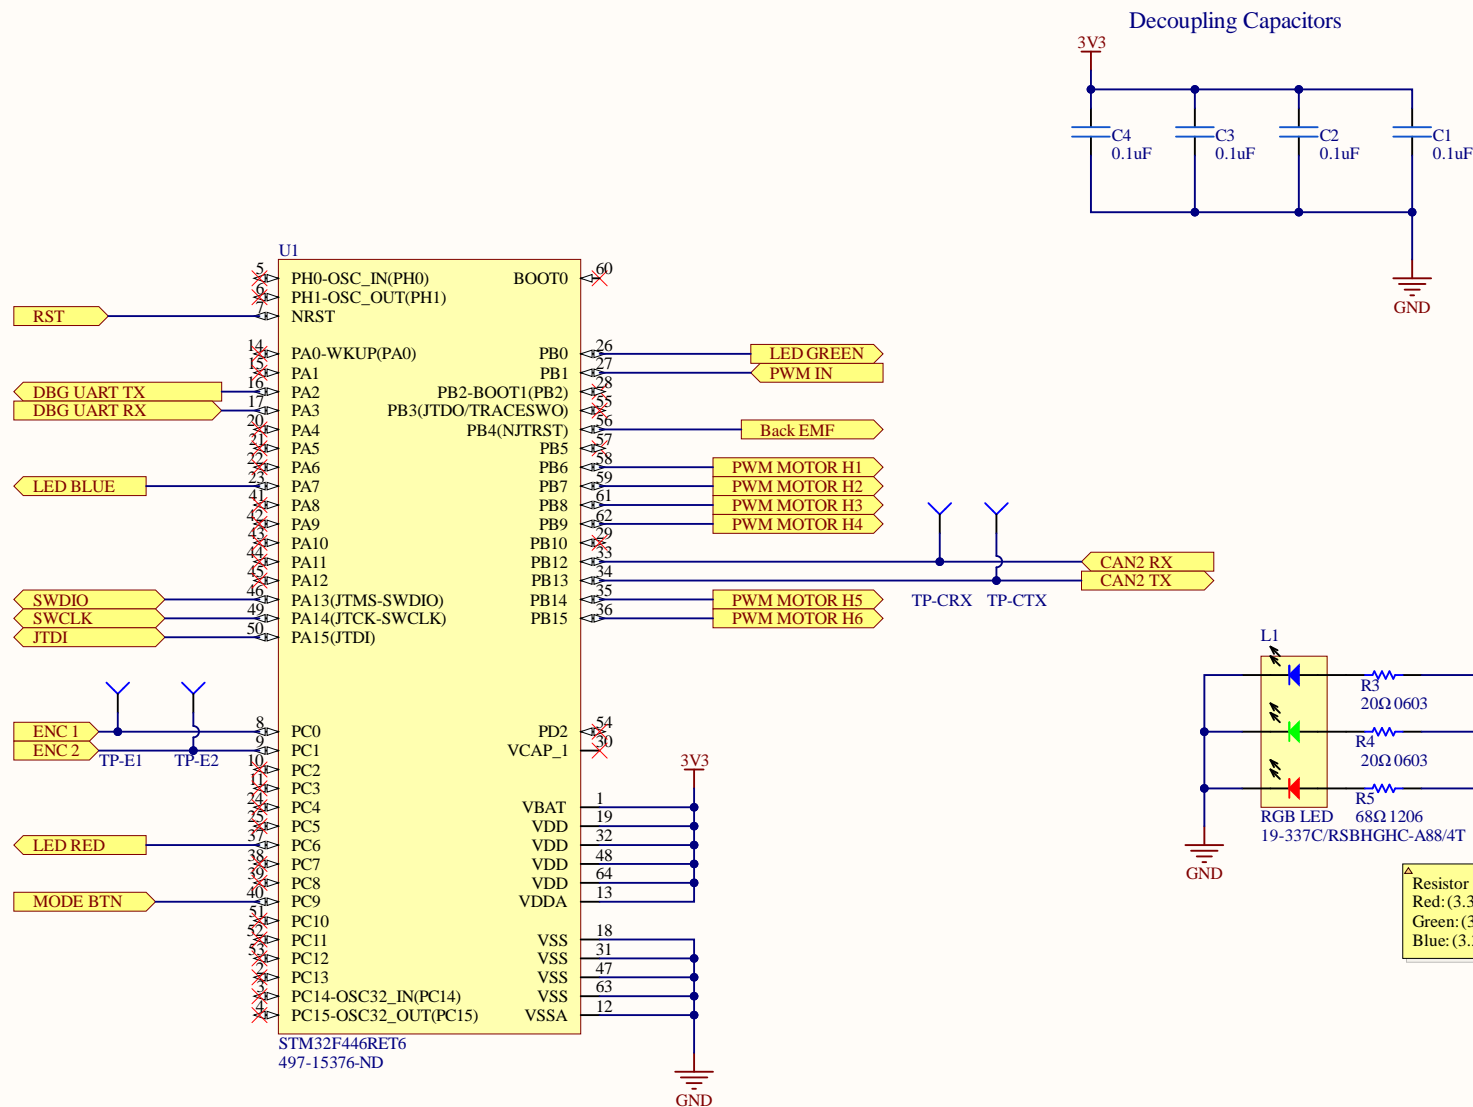 Decoupling Capacitors
3V3
C4
0.1uF
C3
0.1uF
C2
0.1uF
C1
0.1uF
GND
U1
5 PH0-OSC_IN(PH0)
6 PH1-OSC_OUT(PH1)
RST 7 NRST
14 PA0-WKUP(PA0)
15 PA1
DBG UART TX 16 PA2
DBG UART RX 17 PA3
20 PA4
21 PA5
22 PA6
LED BLUE 23 PA7
41 PA8
42 PA9
43 PA10
44 PA11
45 PA12
SWDIO 46 PA13(JTMS-SWDIO)
SWCLK 49 PA14(JTCK-SWCLK)
JTDI 50 PA15(JTDI)
ENC 1 8 PC0
ENC 2 9 PC1
TP-E1 TP-E2
10 PC2
11 PC3
24 PC4
25 PC5
LED RED 37 PC6
38 PC7
39 PC8
MODE BTN 40 PC9
51 PC10
52 PC11
53 PC12
2 PC13
3 PC14-OSC32_IN(PC14)
4 PC15-OSC32_OUT(PC15)
BOOT0 60
PB0 26 LED GREEN
PB1 27 PWM IN
PB2-BOOT1(PB2) 28
PB3(JTDO/TRACESWO) 55
PB4(NJTRST) 56 Back EMF
PB5 57
PB6 58 PWM MOTOR H1
PB7 59 PWM MOTOR H2
PB8 61 PWM MOTOR H3
PB9 62 PWM MOTOR H4
PB10 29
PB12 33 CAN2 RX
PB13 34 CAN2 TX
PB14 35 PWM MOTOR H5
PB15 36 PWM MOTOR H6
TP-CRX TP-CTX
PD2 54
VCAP_1 30
3V3
VBAT 1
VDD 19
VDD 32
VDD 48
VDD 64
VDDA 13
VSS 18
VSS 31
VSS 47
VSS 63
VSSA 12
GND
STM32F446RET6
497-15376-ND
L1
R3
20Ω 0603
R4
20Ω 0603
R5
68Ω 1206
RGB LED
19-337C/RSBHGHC-A88/4T
GND
Resistor
Red: (3.3
Green: (3
Blue: (3.